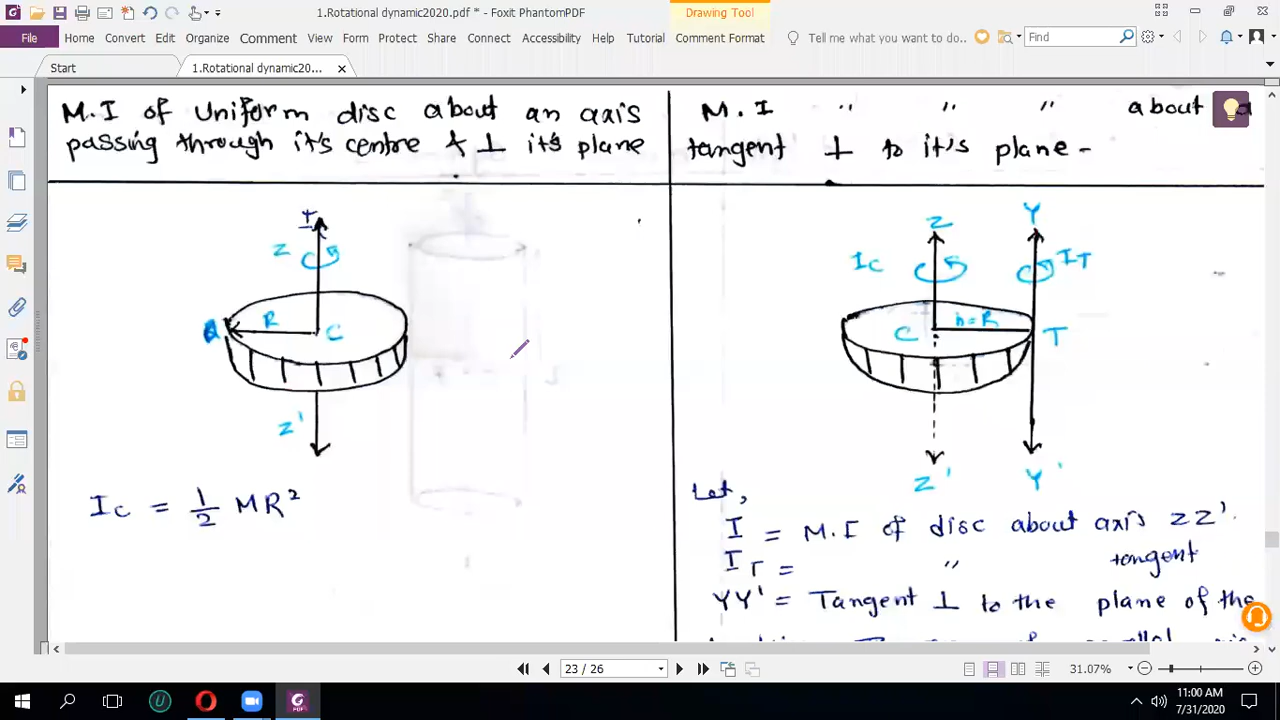 1.Rotational dynamic2020.pdf * - Foxit PhantomPDF
Drawing Tool
File Home Convert Edit Organize Comment View Form Protect Share Connect Accessibility Help Tutorial Comment Format Tell me what you want to do.. Find
Start 1.Rotational dynamic20... ×
M.I of Uniform disc about an axis
passing through it's centre & ⊥ it's plane
M.I " " " about a
tangent ⊥ to it's plane -
Z
R
C
Z'
Ic = 1/2 MR²
Z Y
Ic IT
C h=R T
Z' Y'
Let,
I = M.I of disc about axis ZZ'.
IT = " tangent
YY' = Tangent ⊥ to the plane of the
23 / 26
31.07%
11:00 AM
7/31/2020